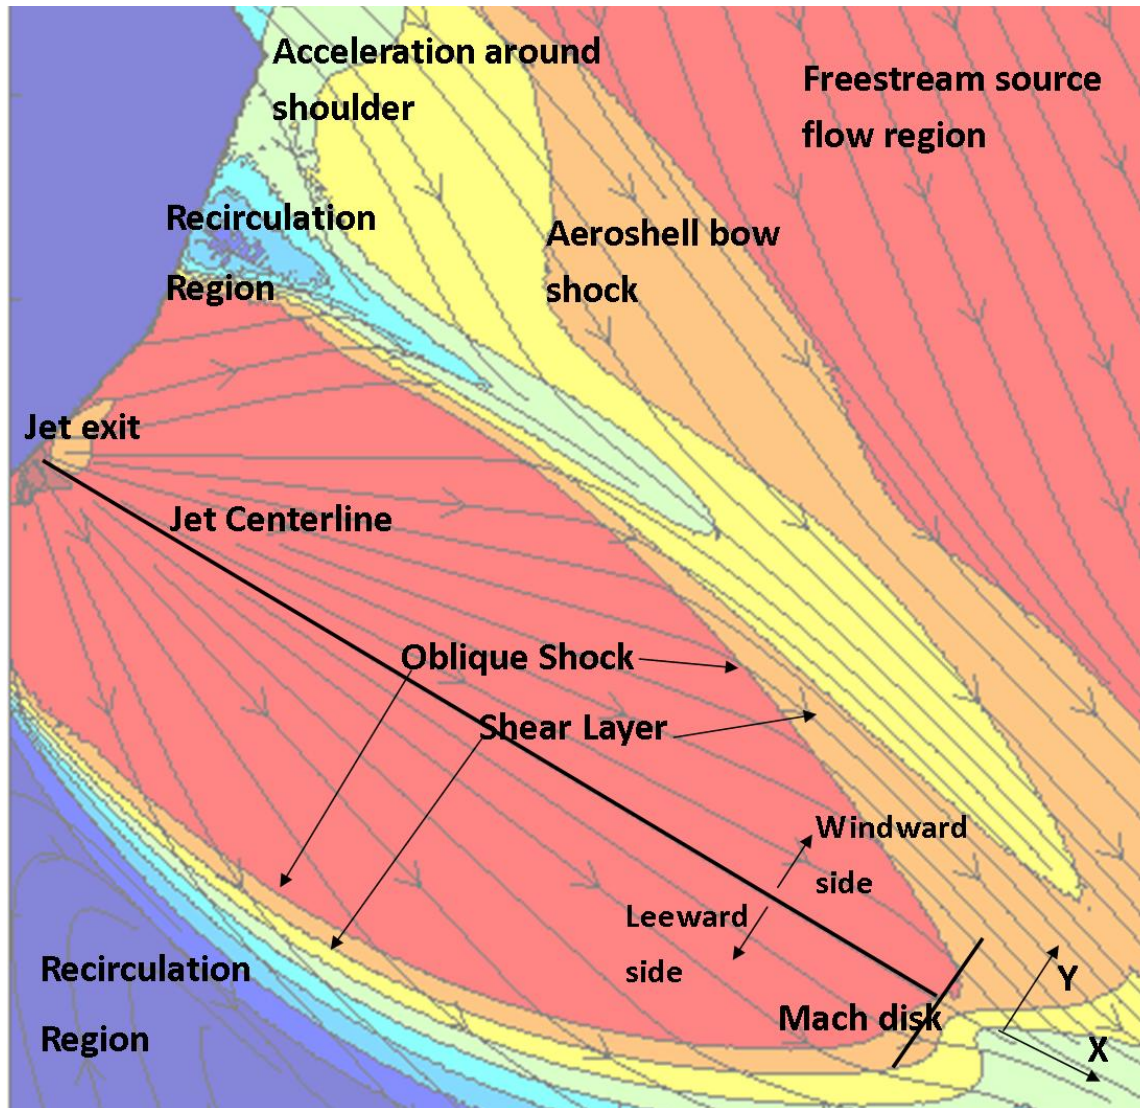 Acceleration around
shoulder
Freestream source
flow region
Recirculation
Region
Aeroshell bow
shock
Jet exit
Jet Centerline
Oblique Shock
Shear Layer
Windward
side
Leeward
side
Recirculation
Region
Mach disk
Y
X